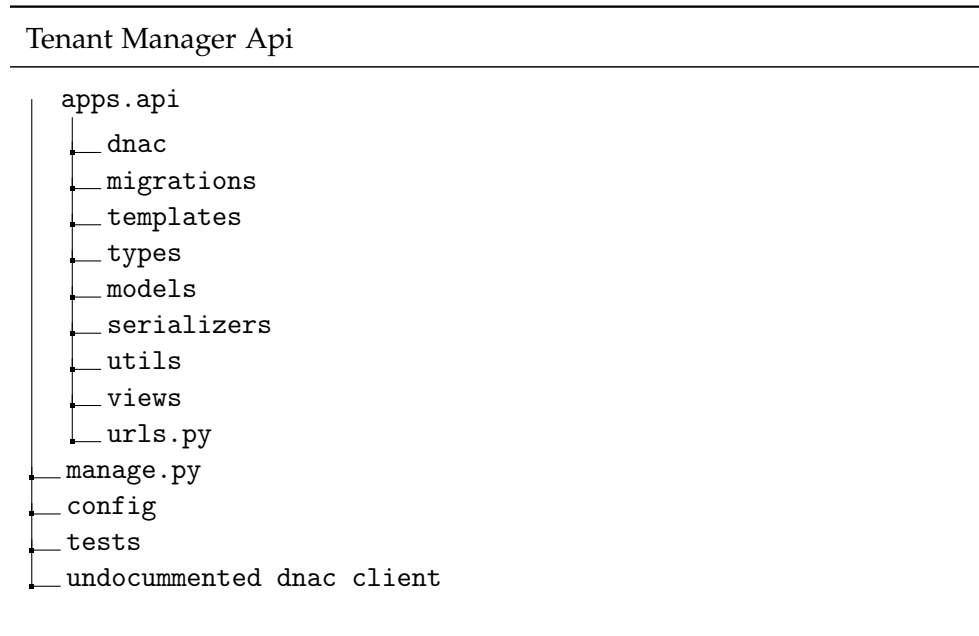 Tenant Manager Api
apps.api
dnac
migrations
templates
types
models
serializers
utils
views
urls.py
manage.py
config
tests
undocummented dnac client